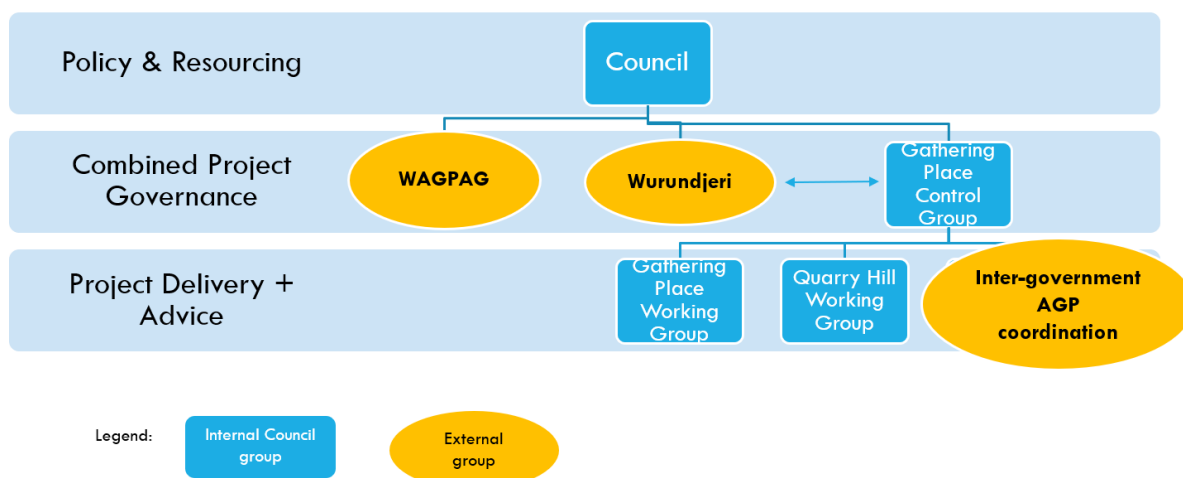 Policy & Resourcing
Council
Combined Project
Governance
WAGPAG
Wurundjeri
Gathering
Place
Control
Group
Project Delivery +
Advice
Gathering
Place
Working
Group
Quarry Hill
Working
Group
Inter-government
AGP
coordination
Legend:
Internal Council
group
External
group